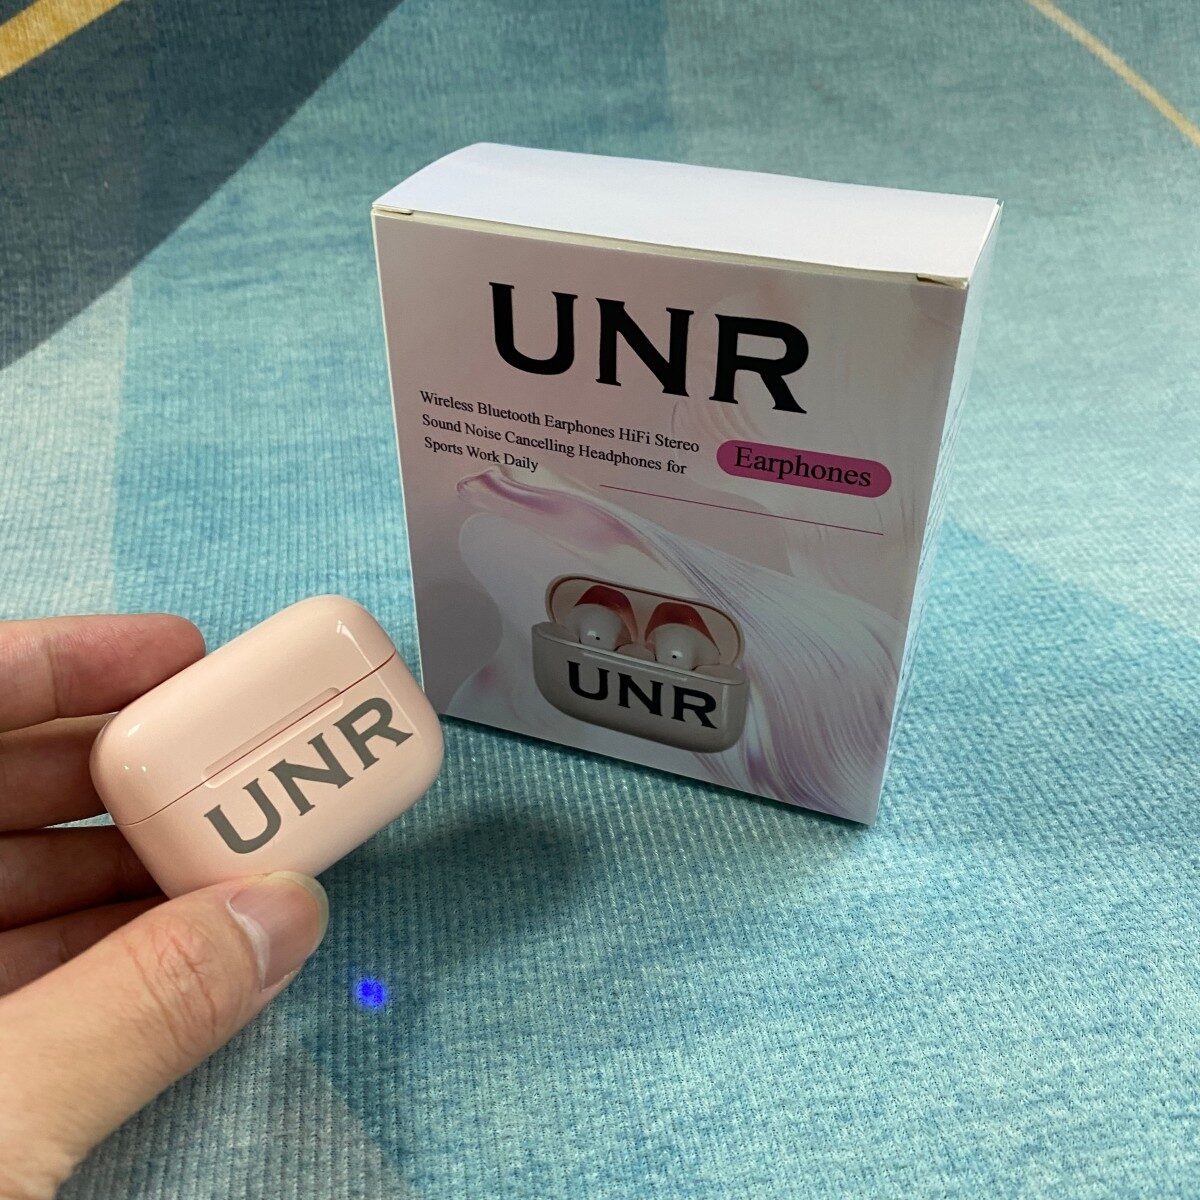 UNR
Wireless Bluetooth Earphones HiFi Stereo
Sound Noise Cancelling Headphones for
Sports Work Daily
Earphones
UNR
UNR